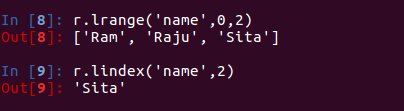 In [8]: r.lrange('name',0,2)
Out[8]: ['Ram', 'Raju', 'Sita']
In [9]: r.lindex('name',2)
Out[9]: 'Sita'